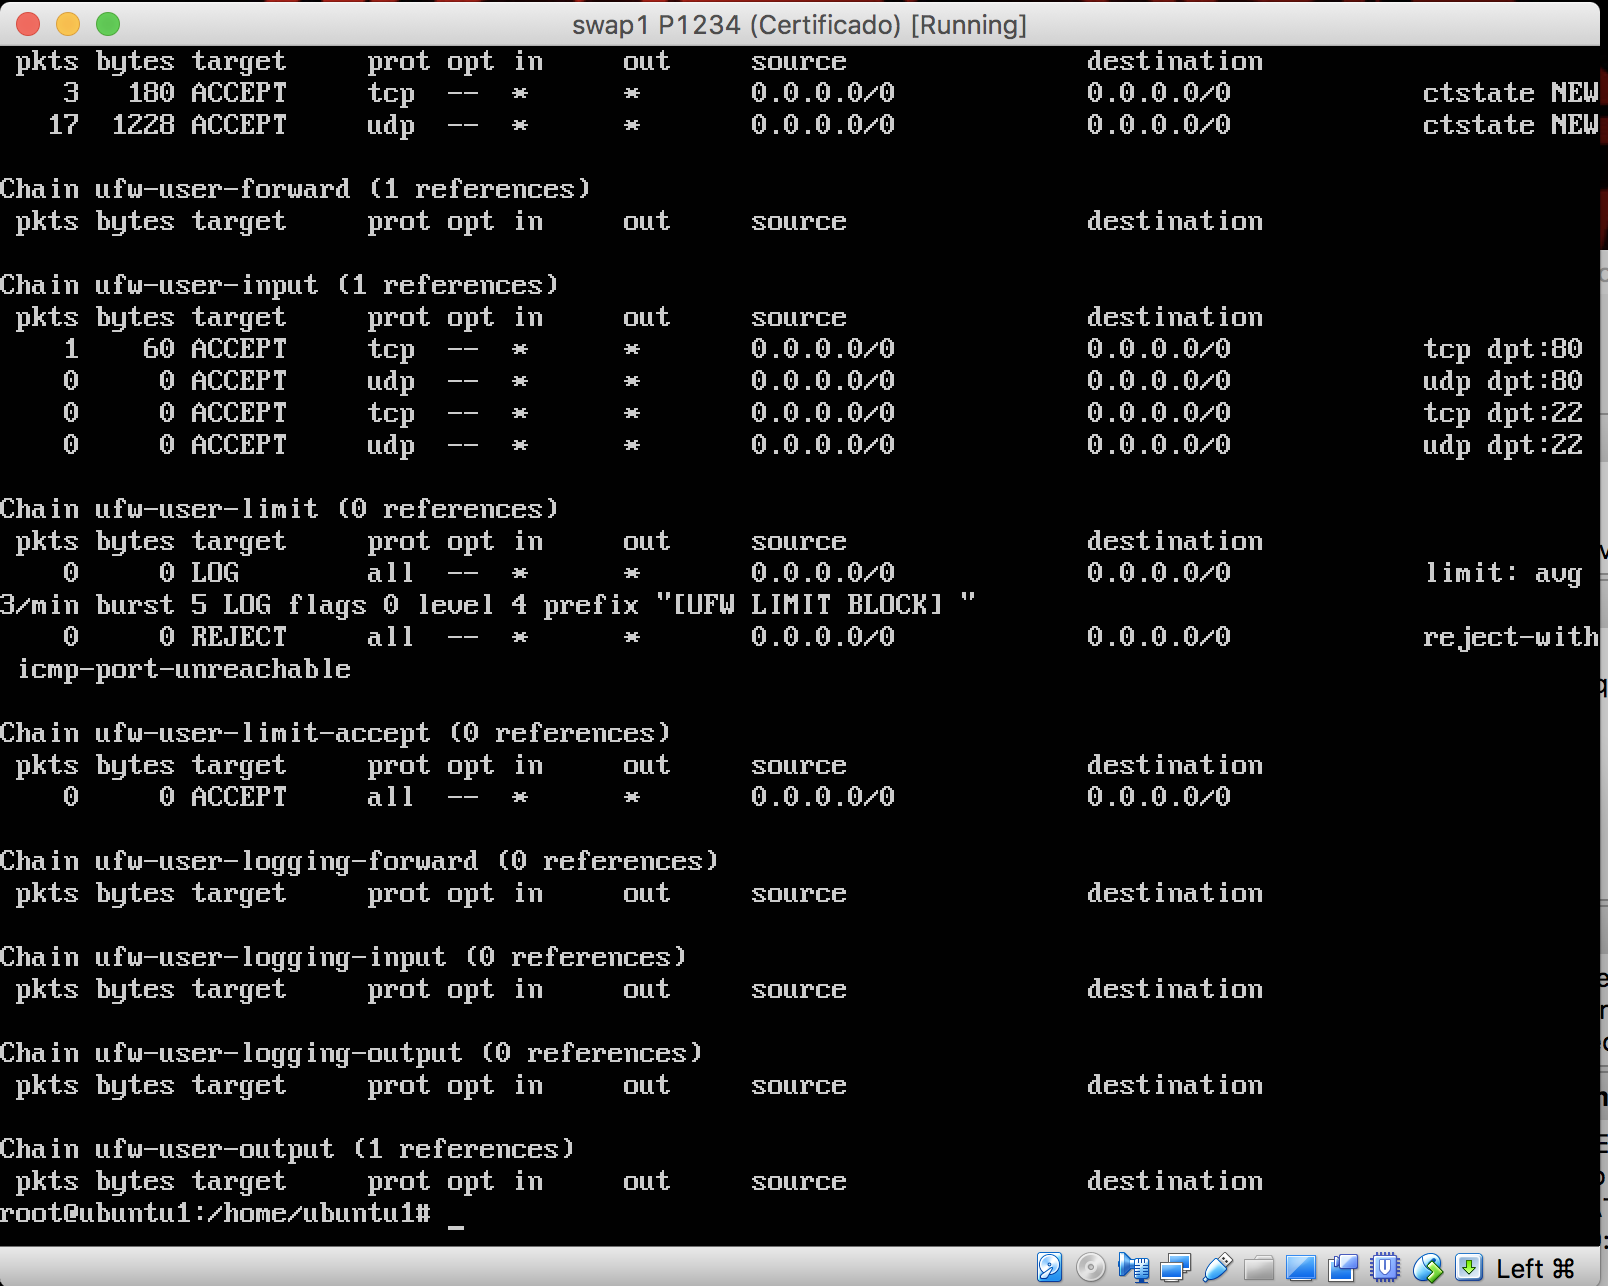 swap1 P1234 (Certificado) [Running]
pkts bytes target prot opt in out source destination
3 180 ACCEPT tcp -- * * 0.0.0.0/0 0.0.0.0/0 ctstate NEW
17 1228 ACCEPT udp -- * * 0.0.0.0/0 0.0.0.0/0 ctstate NEW
Chain ufw-user-forward (1 references)
pkts bytes target prot opt in out source destination
Chain ufw-user-input (1 references)
pkts bytes target prot opt in out source destination
1 60 ACCEPT tcp -- * * 0.0.0.0/0 0.0.0.0/0 tcp dpt:80
0 0 ACCEPT udp -- * * 0.0.0.0/0 0.0.0.0/0 udp dpt:80
0 0 ACCEPT tcp -- * * 0.0.0.0/0 0.0.0.0/0 tcp dpt:22
0 0 ACCEPT udp -- * * 0.0.0.0/0 0.0.0.0/0 udp dpt:22
Chain ufw-user-limit (0 references)
pkts bytes target prot opt in out source destination
0 0 LOG all -- * * 0.0.0.0/0 0.0.0.0/0 limit: avg
3/min burst 5 LOG flags 0 level 4 prefix "[UFW LIMIT BLOCK] "
0 0 REJECT all -- * * 0.0.0.0/0 0.0.0.0/0 reject-with
icmp-port-unreachable
Chain ufw-user-limit-accept (0 references)
pkts bytes target prot opt in out source destination
0 0 ACCEPT all -- * * 0.0.0.0/0 0.0.0.0/0
Chain ufw-user-logging-forward (0 references)
pkts bytes target prot opt in out source destination
Chain ufw-user-logging-input (0 references)
pkts bytes target prot opt in out source destination
Chain ufw-user-logging-output (0 references)
pkts bytes target prot opt in out source destination
Chain ufw-user-output (1 references)
pkts bytes target prot opt in out source destination
root@ubuntu1:/home/ubuntu1# _
Left ⌘